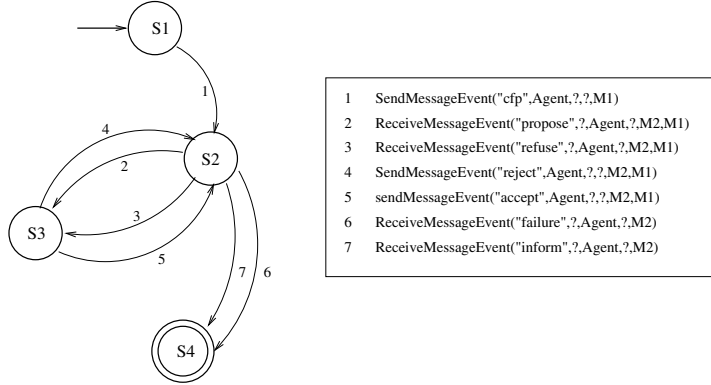 S1
1
4
S2
2
3
S3
5
7
6
S4
1 SendMessageEvent("cfp",Agent,?,?,M1)
2 ReceiveMessageEvent("propose",?,Agent,?,M2,M1)
3 ReceiveMessageEvent("refuse",?,Agent,?,M2,M1)
4 SendMessageEvent("reject",Agent,?,?,M2,M1)
5 sendMessageEvent("accept",Agent,?,?,M2,M1)
6 ReceiveMessageEvent("failure",?,Agent,?,M2)
7 ReceiveMessageEvent("inform",?,Agent,?,M2)